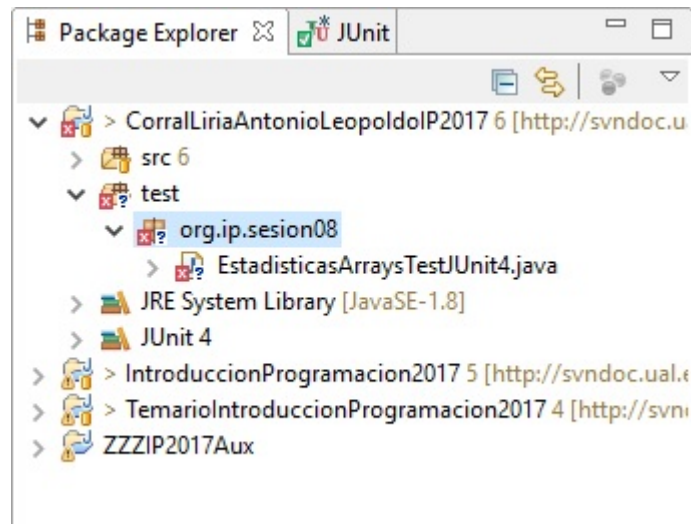 Package Explorer JUnit
> CorralLiriaAntonioLeopoldoIP2017 6 [http://svndoc.u
src 6
test
org.ip.sesion08
EstadisticasArraysTestJUnit4.java
JRE System Library [JavaSE-1.8]
JUnit 4
> IntroduccionProgramacion2017 5 [http://svndoc.ual.e
> TemarioIntroduccionProgramacion2017 4 [http://svn
ZZZIP2017Aux